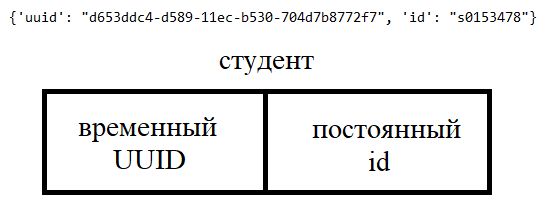 {'uuid': "d653ddc4-d589-11ec-b530-704d7b8772f7", 'id': "s0153478"}
студент
временный
UUID
постоянный
id